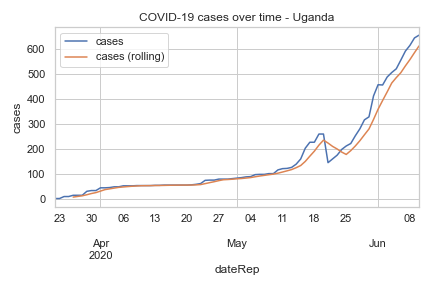 COVID-19 cases over time - Uganda
cases
cases (rolling)
600
500
400
300
200
100
0
cases
23 30 06 13 20 27 04 11 18 25 01 08
Apr May Jun
2020
dateRep